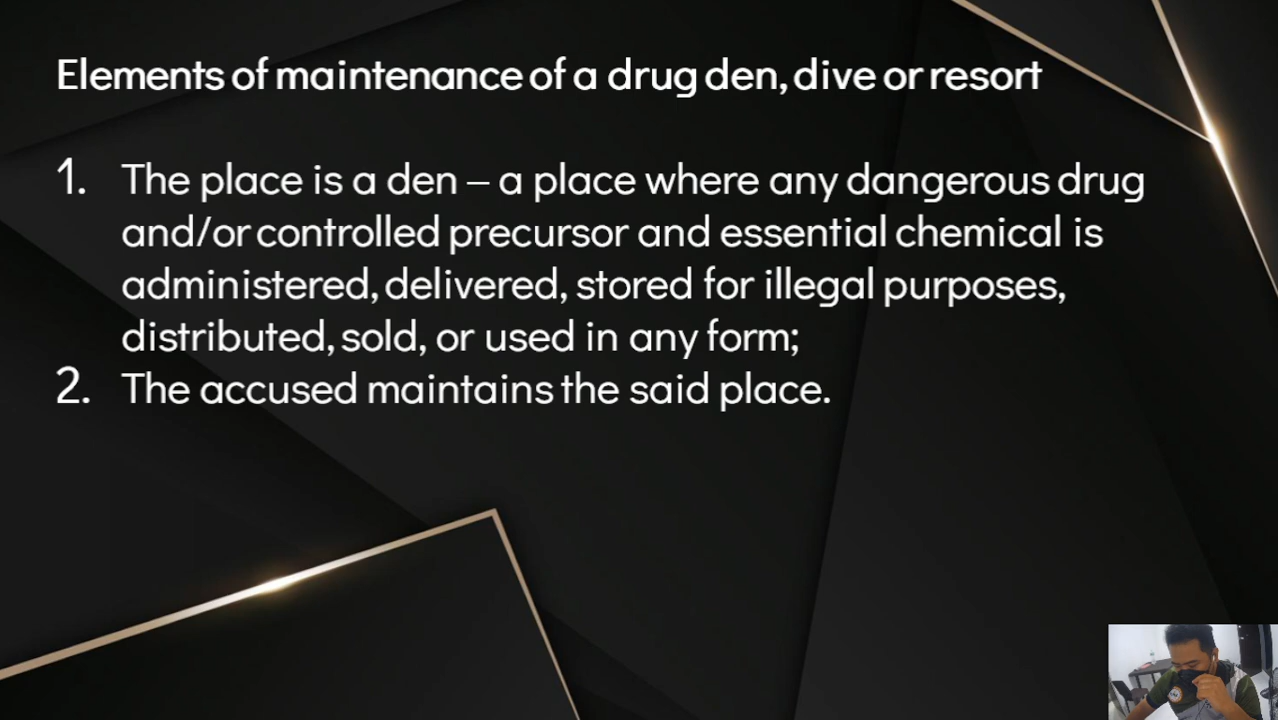 Elements of maintenance of a drug den, dive or resort
1. The place is a den – a place where any dangerous drug
and/or controlled precursor and essential chemical is
administered, delivered, stored for illegal purposes,
distributed, sold, or used in any form;
2. The accused maintains the said place.